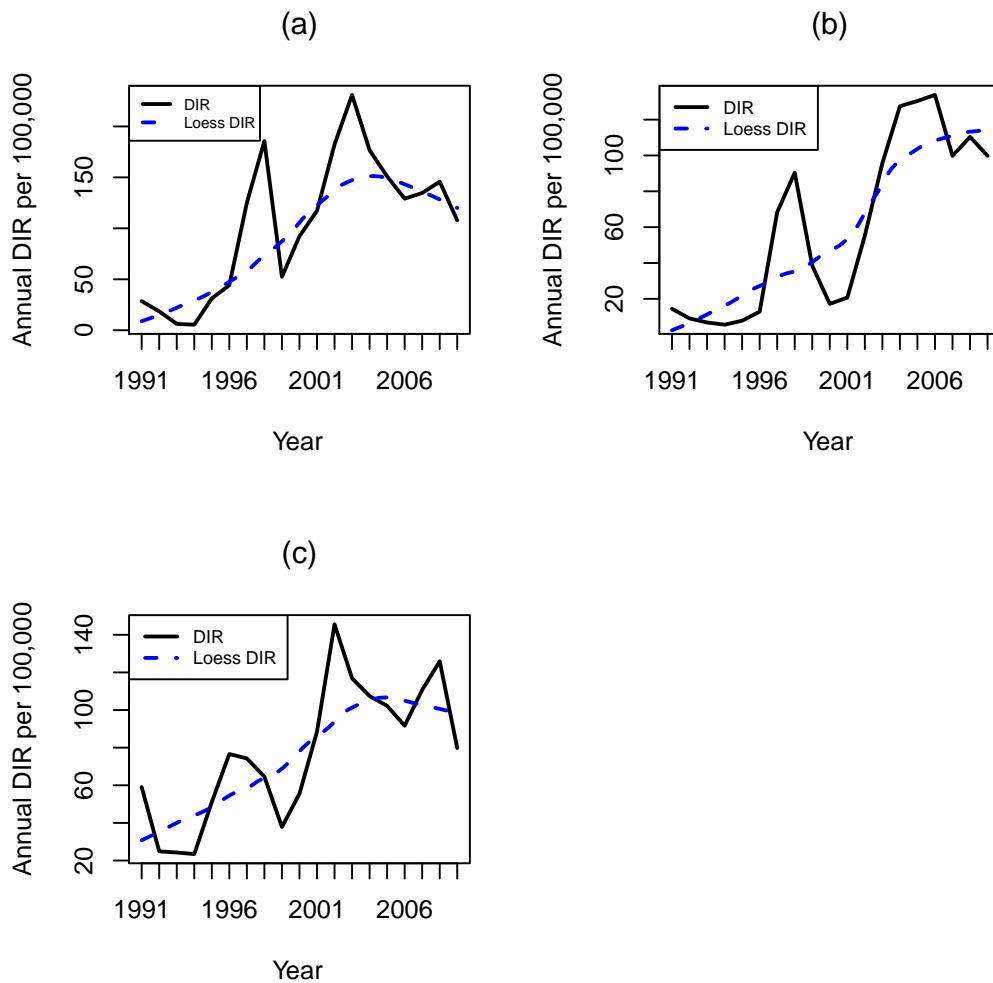 (a)
Annual DIR per 100,000
0
50
150
DIR
Loess DIR
1991
1996
2001
2006
Year
(b)
Annual DIR per 100,000
20
60
100
DIR
Loess DIR
1991
1996
2001
2006
Year
(c)
Annual DIR per 100,000
20
60
100
140
DIR
Loess DIR
1991
1996
2001
2006
Year